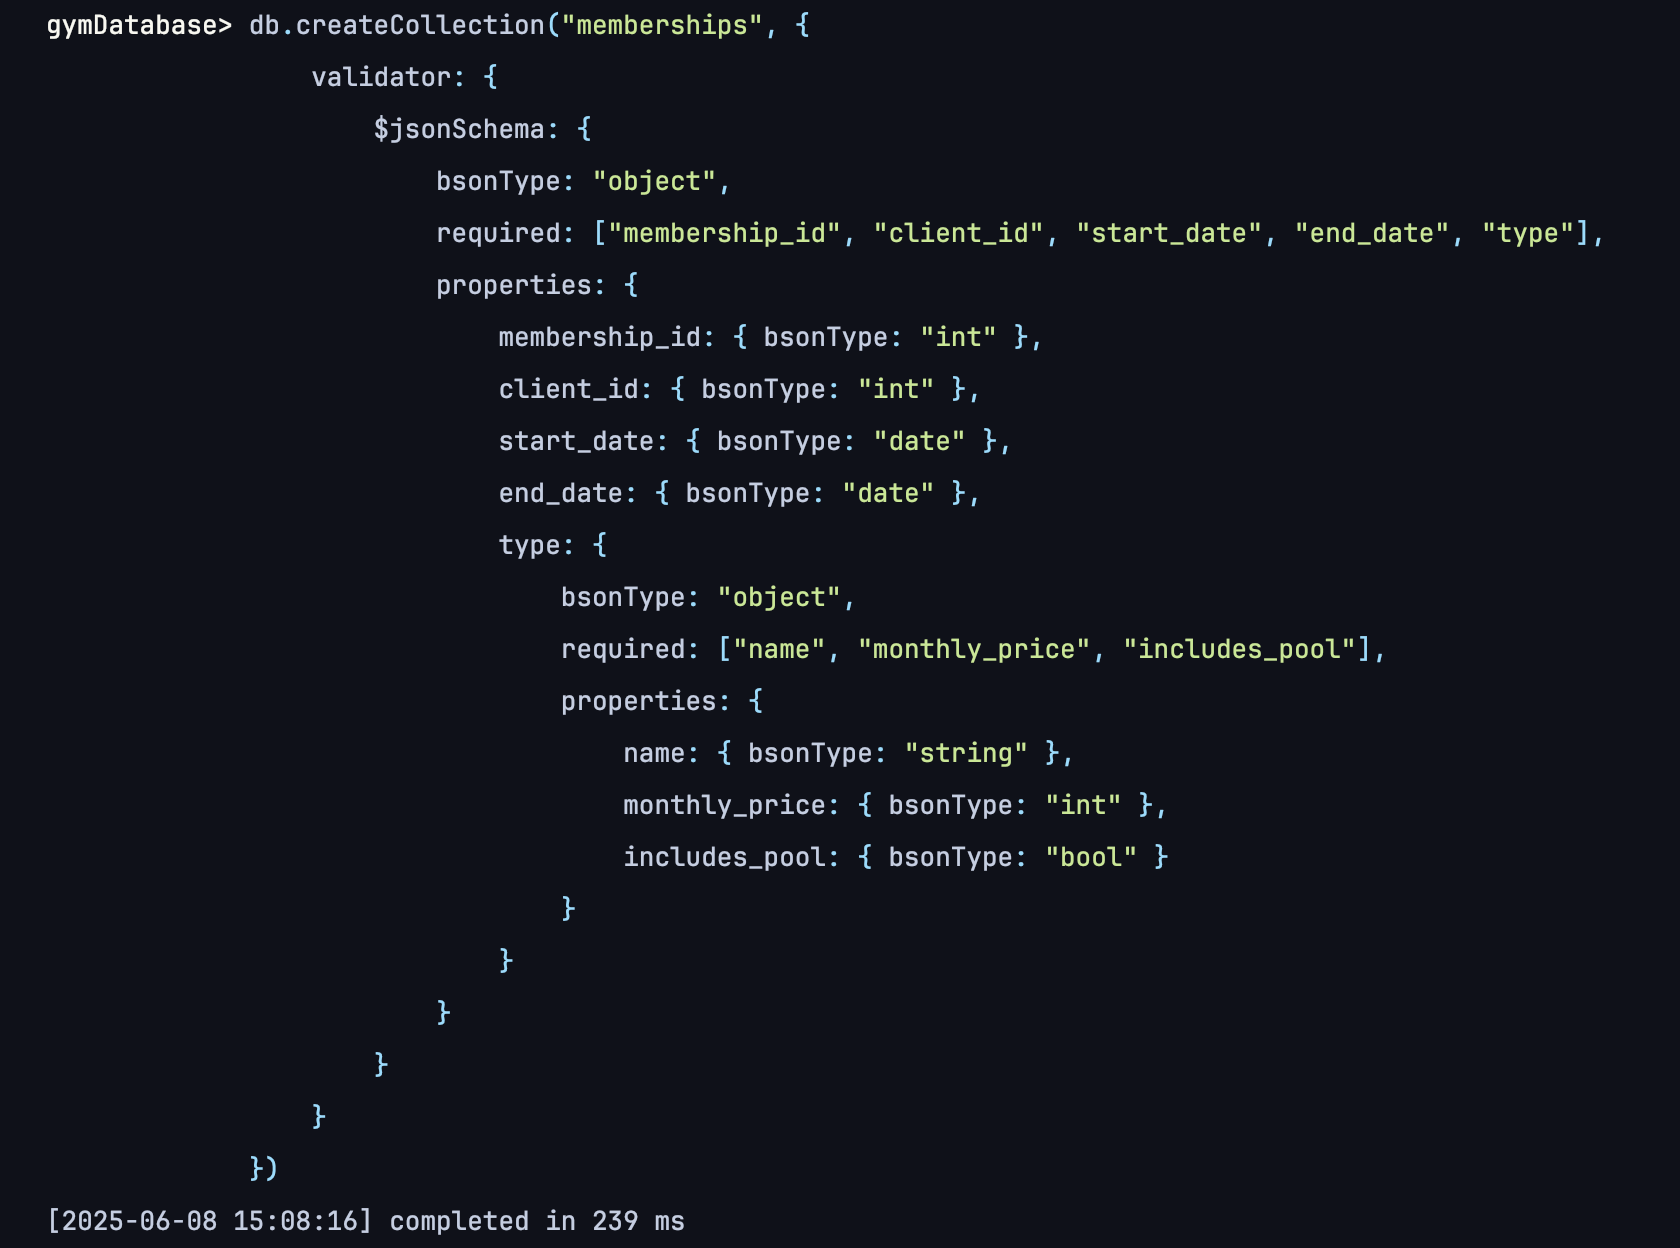 gymDatabase> db.createCollection("memberships", {
                 validator: {
                     $jsonSchema: {
                         bsonType: "object",
                         required: ["membership_id", "client_id", "start_date", "end_date", "type"],
                         properties: {
                             membership_id: { bsonType: "int" },
                             client_id: { bsonType: "int" },
                             start_date: { bsonType: "date" },
                             end_date: { bsonType: "date" },
                             type: {
                                 bsonType: "object",
                                 required: ["name", "monthly_price", "includes_pool"],
                                 properties: {
                                     name: { bsonType: "string" },
                                     monthly_price: { bsonType: "int" },
                                     includes_pool: { bsonType: "bool" }
                                 }
                             }
                         }
                     }
                 }
             })
[2025-06-08 15:08:16] completed in 239 ms